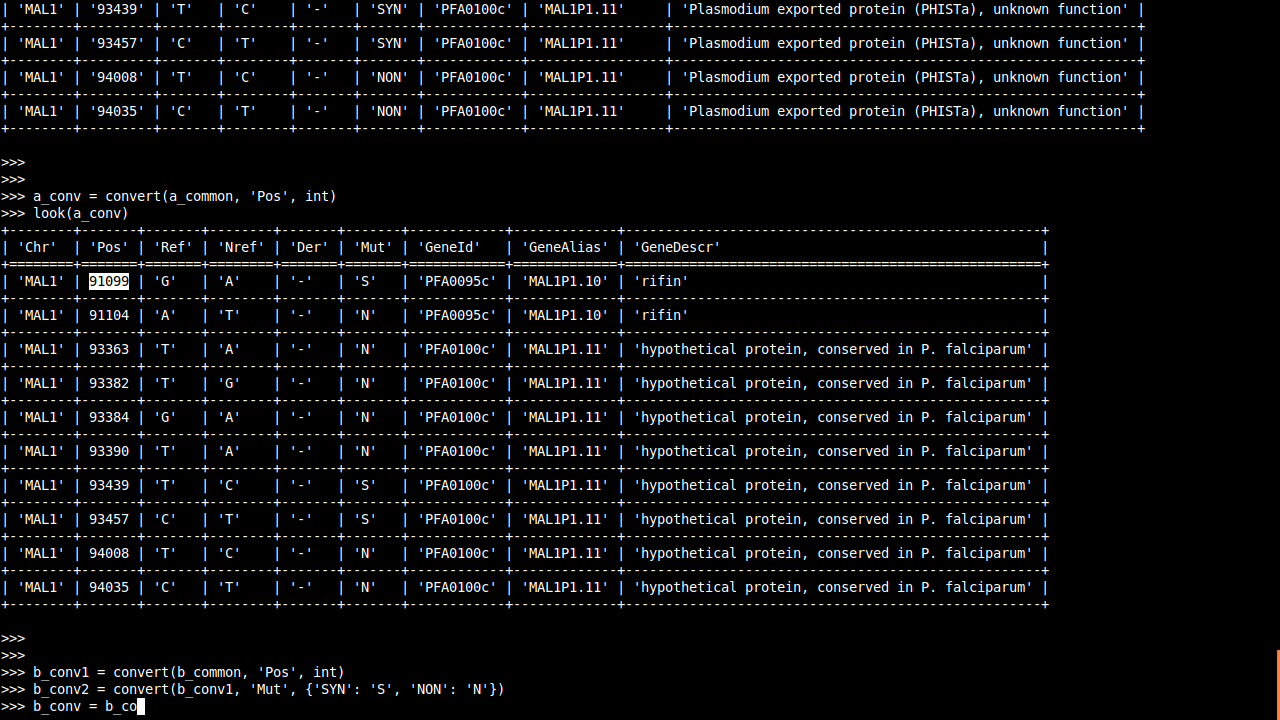 | 'MAL1' | '93439' | 'T'   | 'C'    | '-'   | 'SYN' | 'PFA0100c' | 'MAL1P1.11'     | 'Plasmodium exported protein (PHISTa), unknown function' |
+--------+---------+-------+--------+-------+-------+------------+-----------------+----------------------------------------------------------+
| 'MAL1' | '93457' | 'C'   | 'T'    | '-'   | 'SYN' | 'PFA0100c' | 'MAL1P1.11'     | 'Plasmodium exported protein (PHISTa), unknown function' |
+--------+---------+-------+--------+-------+-------+------------+-----------------+----------------------------------------------------------+
| 'MAL1' | '94008' | 'T'   | 'C'    | '-'   | 'NON' | 'PFA0100c' | 'MAL1P1.11'     | 'Plasmodium exported protein (PHISTa), unknown function' |
+--------+---------+-------+--------+-------+-------+------------+-----------------+----------------------------------------------------------+
| 'MAL1' | '94035' | 'C'   | 'T'    | '-'   | 'NON' | 'PFA0100c' | 'MAL1P1.11'     | 'Plasmodium exported protein (PHISTa), unknown function' |
+--------+---------+-------+--------+-------+-------+------------+-----------------+----------------------------------------------------------+
>>>
>>>
>>> a_conv = convert(a_common, 'Pos', int)
>>> look(a_conv)
+--------+-------+-------+--------+-------+-------+------------+-------------+----------------------------------------------------+
| 'Chr'  | 'Pos' | 'Ref' | 'Nref' | 'Der' | 'Mut' | 'GeneId'   | 'GeneAlias' | 'GeneDescr'                                        |
+========+=======+=======+========+=======+=======+============+=============+====================================================+
| 'MAL1' | 91099 | 'G'   | 'A'    | '-'   | 'S'   | 'PFA0095c' | 'MAL1P1.10' | 'rifin'                                            |
+--------+-------+-------+--------+-------+-------+------------+-------------+----------------------------------------------------+
| 'MAL1' | 91104 | 'A'   | 'T'    | '-'   | 'N'   | 'PFA0095c' | 'MAL1P1.10' | 'rifin'                                            |
+--------+-------+-------+--------+-------+-------+------------+-------------+----------------------------------------------------+
| 'MAL1' | 93363 | 'T'   | 'A'    | '-'   | 'N'   | 'PFA0100c' | 'MAL1P1.11' | 'hypothetical protein, conserved in P. falciparum' |
+--------+-------+-------+--------+-------+-------+------------+-------------+----------------------------------------------------+
| 'MAL1' | 93382 | 'T'   | 'G'    | '-'   | 'N'   | 'PFA0100c' | 'MAL1P1.11' | 'hypothetical protein, conserved in P. falciparum' |
+--------+-------+-------+--------+-------+-------+------------+-------------+----------------------------------------------------+
| 'MAL1' | 93384 | 'G'   | 'A'    | '-'   | 'N'   | 'PFA0100c' | 'MAL1P1.11' | 'hypothetical protein, conserved in P. falciparum' |
+--------+-------+-------+--------+-------+-------+------------+-------------+----------------------------------------------------+
| 'MAL1' | 93390 | 'T'   | 'A'    | '-'   | 'N'   | 'PFA0100c' | 'MAL1P1.11' | 'hypothetical protein, conserved in P. falciparum' |
+--------+-------+-------+--------+-------+-------+------------+-------------+----------------------------------------------------+
| 'MAL1' | 93439 | 'T'   | 'C'    | '-'   | 'S'   | 'PFA0100c' | 'MAL1P1.11' | 'hypothetical protein, conserved in P. falciparum' |
+--------+-------+-------+--------+-------+-------+------------+-------------+----------------------------------------------------+
| 'MAL1' | 93457 | 'C'   | 'T'    | '-'   | 'S'   | 'PFA0100c' | 'MAL1P1.11' | 'hypothetical protein, conserved in P. falciparum' |
+--------+-------+-------+--------+-------+-------+------------+-------------+----------------------------------------------------+
| 'MAL1' | 94008 | 'T'   | 'C'    | '-'   | 'N'   | 'PFA0100c' | 'MAL1P1.11' | 'hypothetical protein, conserved in P. falciparum' |
+--------+-------+-------+--------+-------+-------+------------+-------------+----------------------------------------------------+
| 'MAL1' | 94035 | 'C'   | 'T'    | '-'   | 'N'   | 'PFA0100c' | 'MAL1P1.11' | 'hypothetical protein, conserved in P. falciparum' |
+--------+-------+-------+--------+-------+-------+------------+-------------+----------------------------------------------------+
>>>
>>>
>>> b_conv1 = convert(b_common, 'Pos', int)
>>> b_conv2 = convert(b_conv1, 'Mut', {'SYN': 'S', 'NON': 'N'})
>>> b_conv = b_co